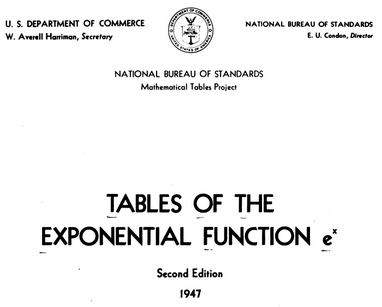 U. S. DEPARTMENT OF COMMERCE
W. Averell Harriman, Secretary
NATIONAL BUREAU OF STANDARDS
E. U. Condon, Director
NATIONAL BUREAU OF STANDARDS
Mathematical Tables Project
TABLES OF THE
EXPONENTIAL FUNCTION eˣ
Second Edition
1947